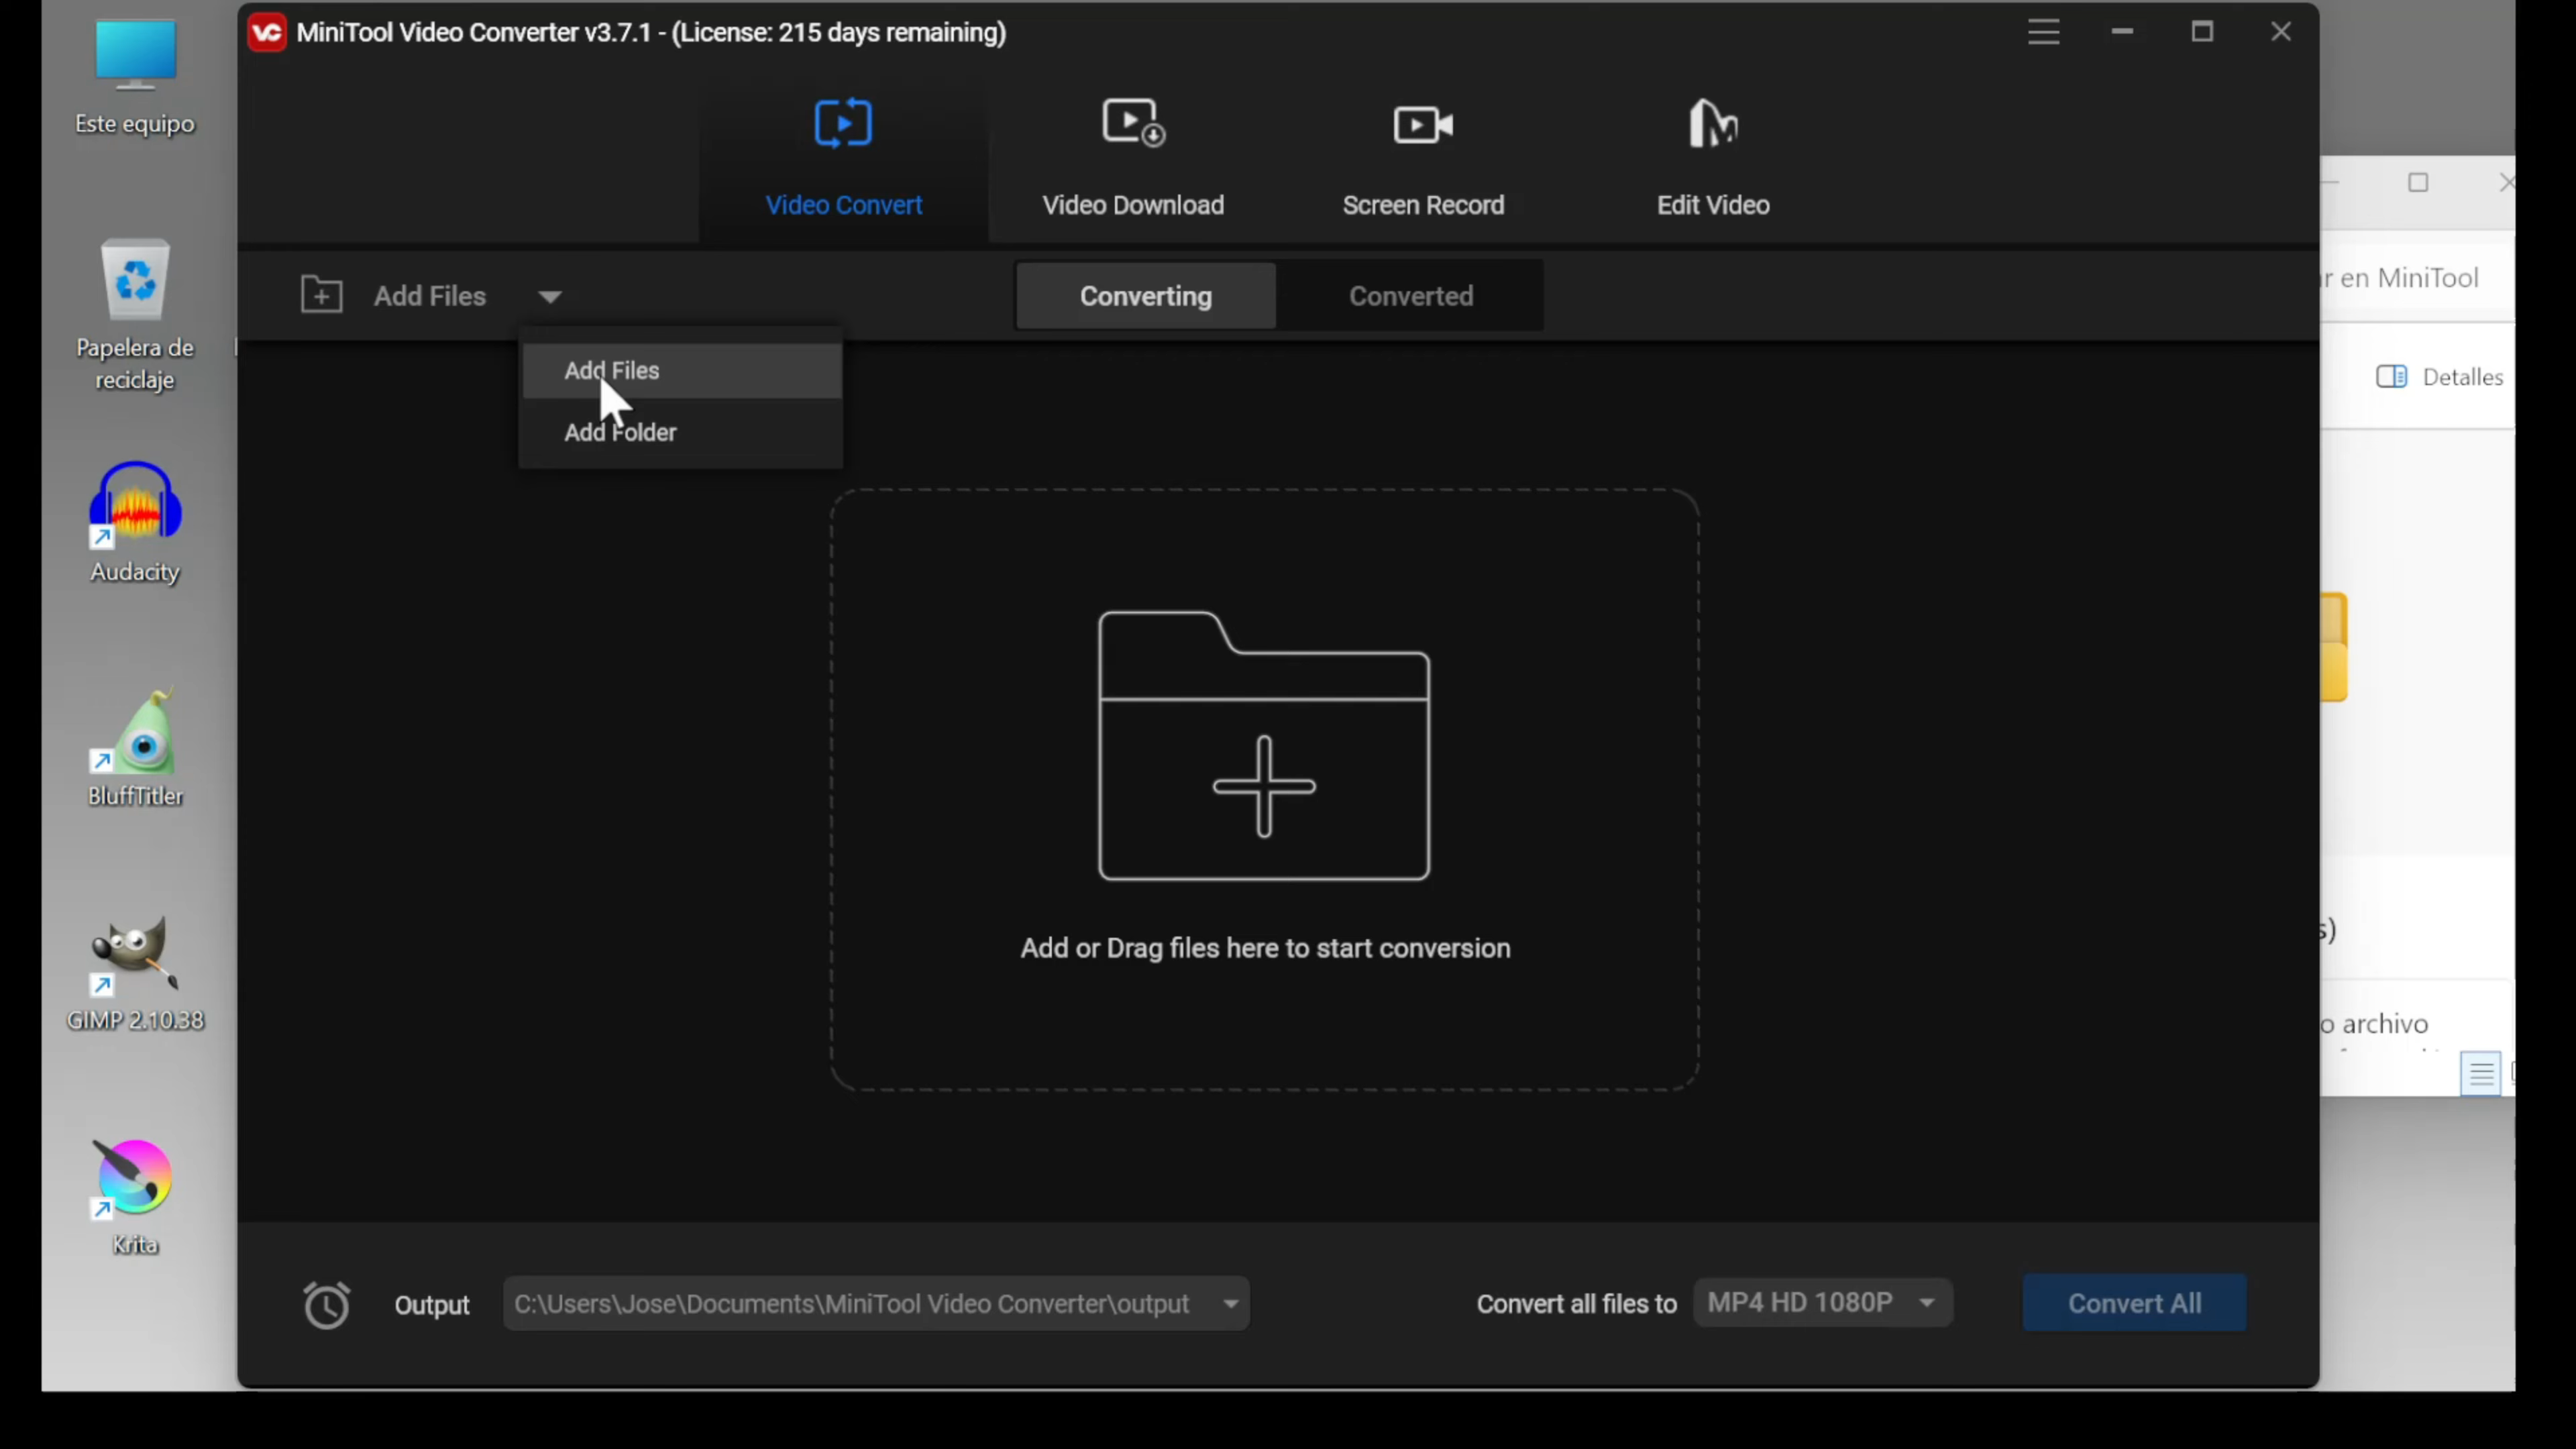 Este equipo
Papelera de
reciclaje
Audacity
BluffTitler
GIMP 2.10.38
Krita
VC
MiniTool Video Converter v3.7.1 - (License: 215 days remaining)
Video Convert
Video Download
Screen Record
Edit Video
Add Files
Converting
Converted
Add Files
Add Folder
Add or Drag files here to start conversion
Output
C:\Users\Jose\Documents\MiniTool Video Converter\output
Convert all files to
MP4 HD 1080P
Convert All
r en MiniTool
Detalles
s)
o archivo